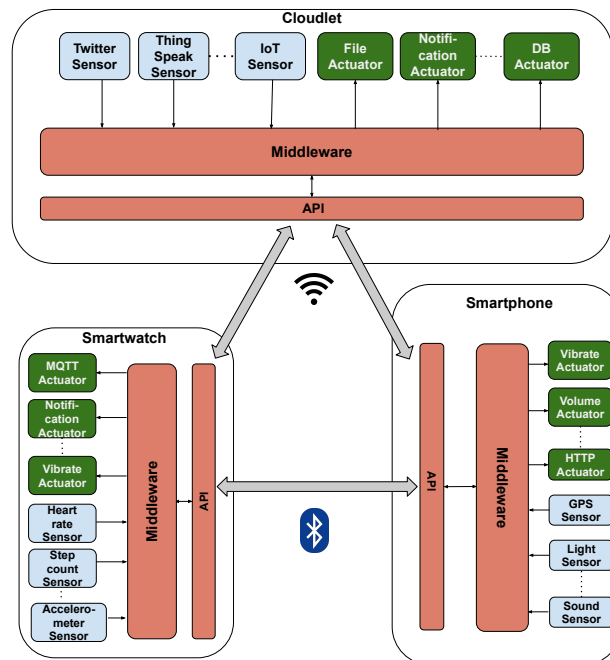 Cloudlet
Twitter
Sensor
Thing
Speak
Sensor
IoT
Sensor
File
Actuator
Notifi-
cation
Actuator
DB
Actuator
Middleware
API
Smartwatch
MQTT
Actuator
Notifi-
cation
Actuator
Vibrate
Actuator
Heart
rate
Sensor
Step
count
Sensor
Accelero-
meter
Sensor
Middleware
API
Smartphone
API
Middleware
Vibrate
Actuator
Volume
Actuator
HTTP
Actuator
GPS
Sensor
Light
Sensor
Sound
Sensor